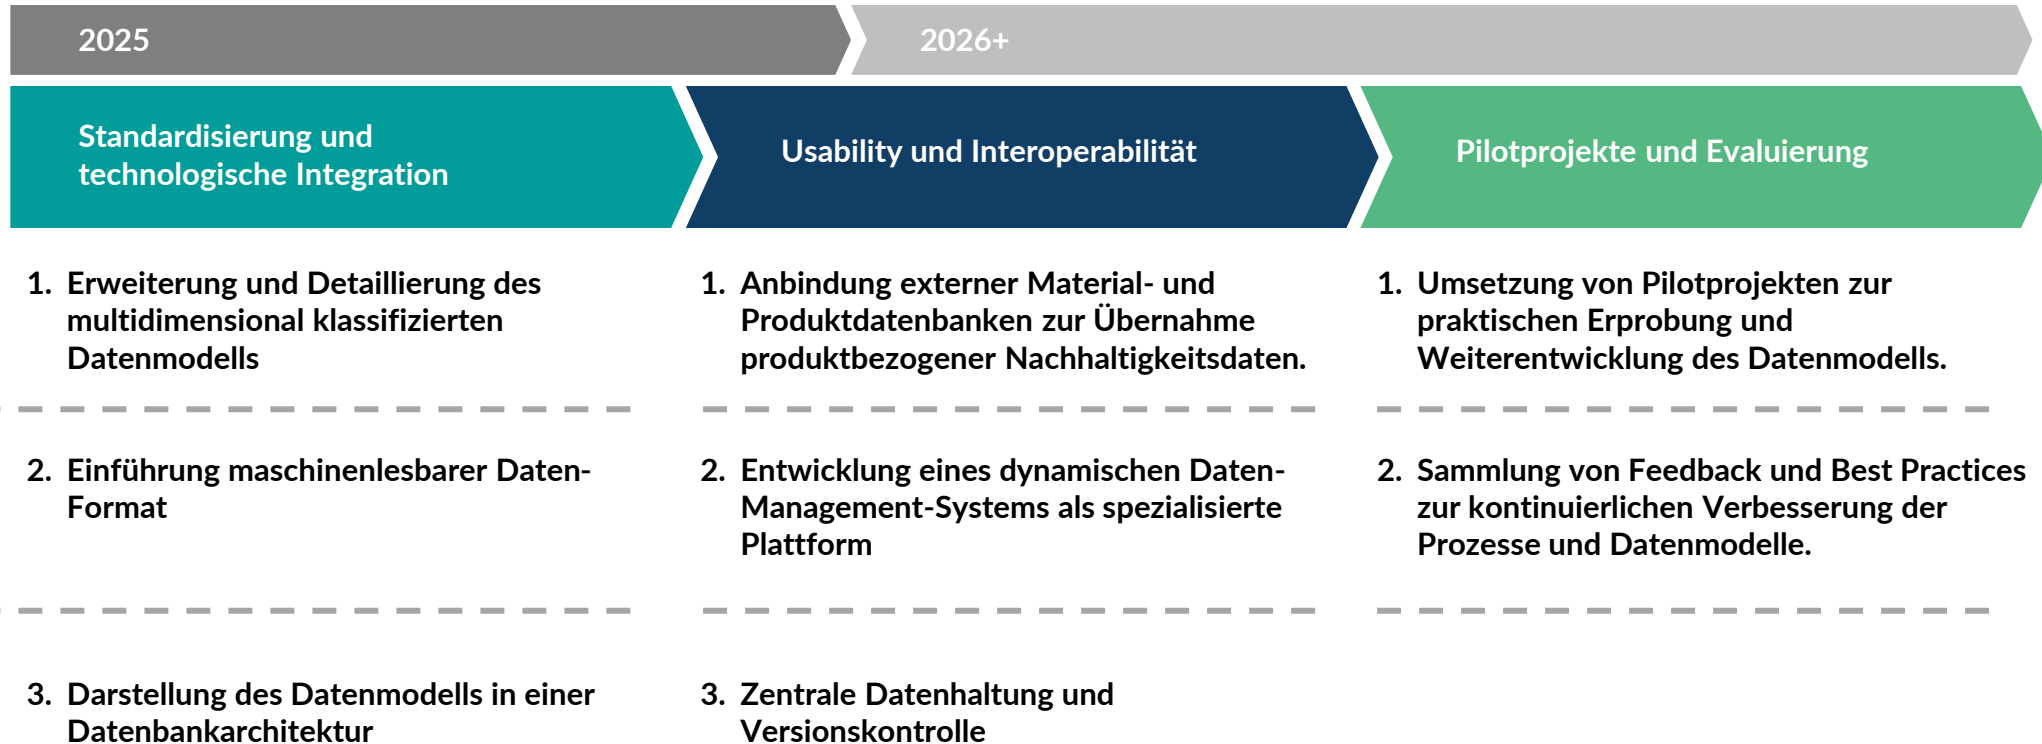 2025
2026+
Standardisierung und
technologische Integration
Usability und Interoperabilität
Pilotprojekte und Evaluierung
1. Erweiterung und Detaillierung des
multidimensional klassifizierten
Datenmodells
2. Einführung maschinenlesbarer Daten-
Format
3. Darstellung des Datenmodells in einer
Datenbankarchitektur
1. Anbindung externer Material- und
Produktdatenbanken zur Übernahme
produktbezogener Nachhaltigkeitsdaten.
2. Entwicklung eines dynamischen Daten-
Management-Systems als spezialisierte
Plattform
3. Zentrale Datenhaltung und
Versionskontrolle
1. Umsetzung von Pilotprojekten zur
praktischen Erprobung und
Weiterentwicklung des Datenmodells.
2. Sammlung von Feedback und Best Practices
zur kontinuierlichen Verbesserung der
Prozesse und Datenmodelle.